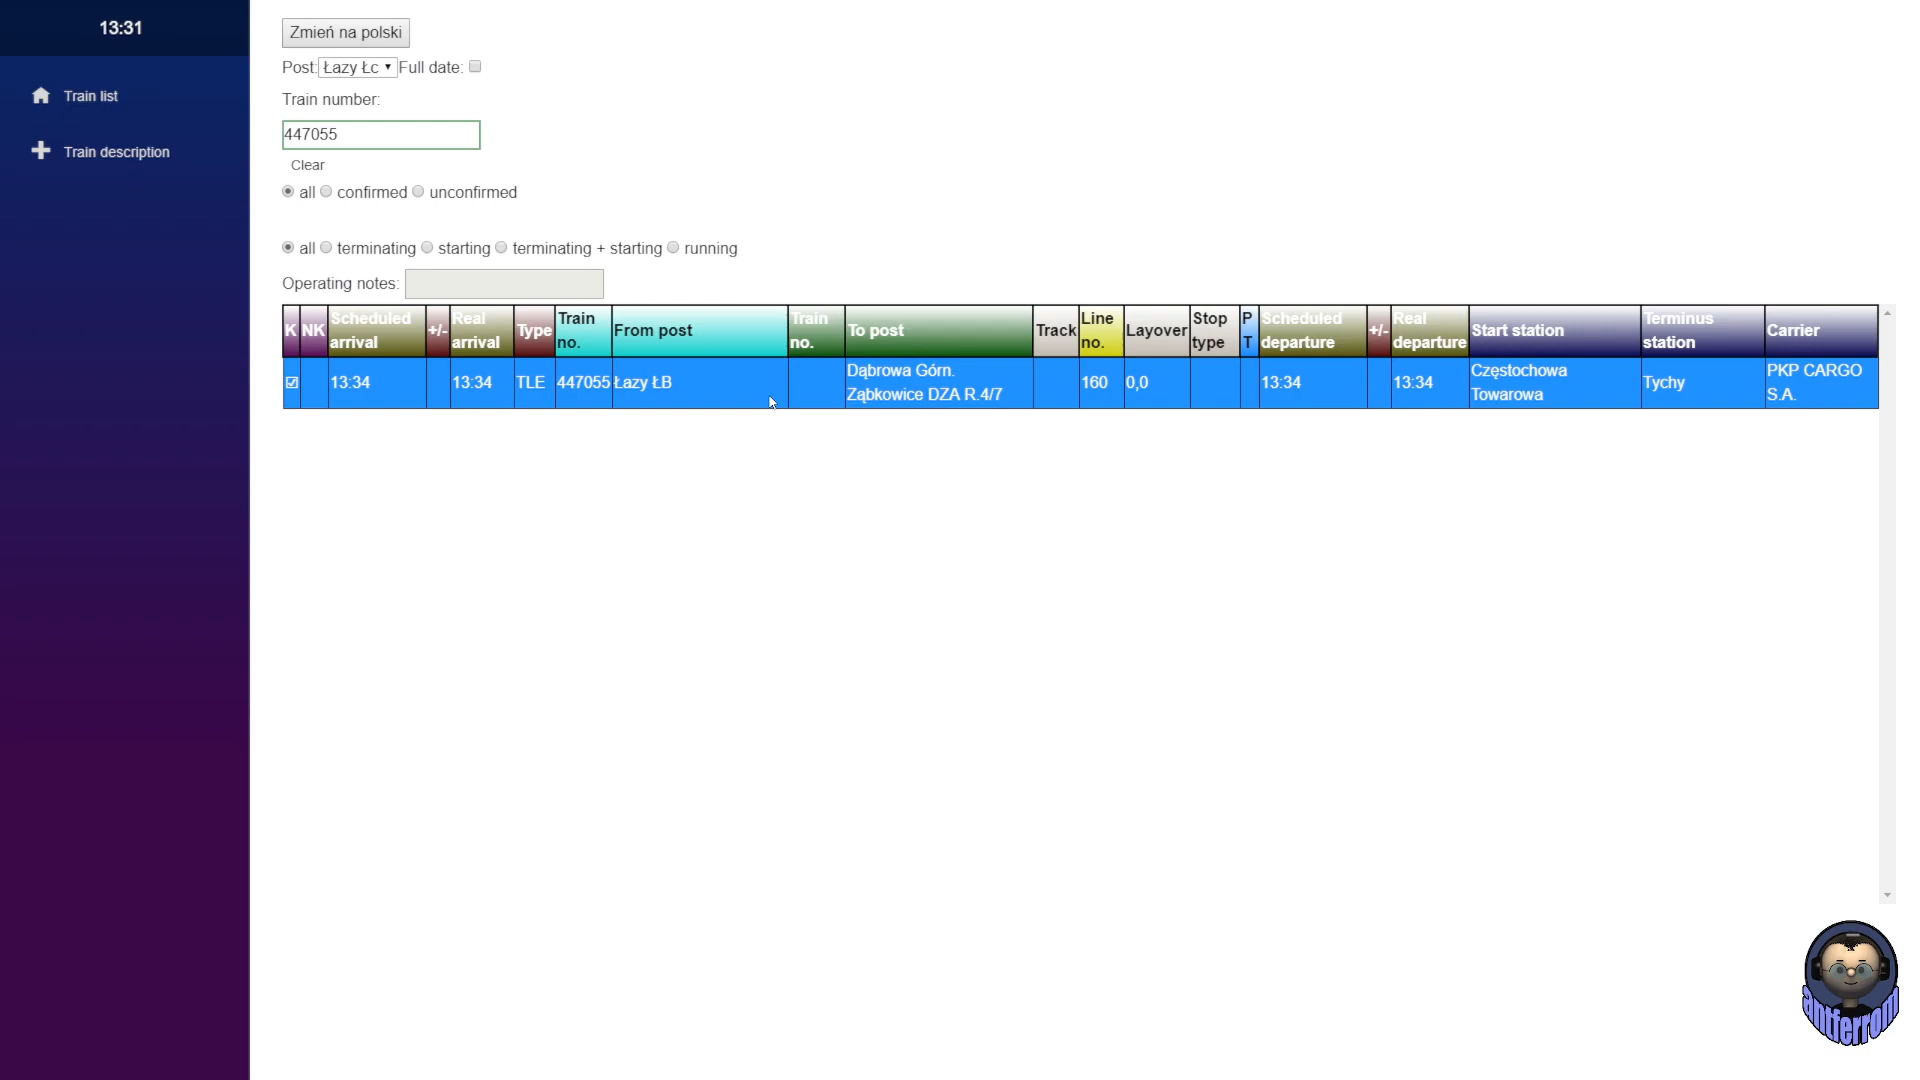 13:31
Train list
Train description
Zmień na polski
Post: Łazy Łc Full date:
Train number:
447055
Clear
all confirmed unconfirmed
all terminating starting terminating + starting running
Operating notes:
K NK Scheduled arrival +/- Real arrival Type Train no. From post Train no. To post Track Line no. Layover Stop type P T Scheduled departure +/- Real departure Start station Terminus station Carrier
13:34 13:34 TLE 447055 Łazy ŁB Dąbrowa Górn. Ząbkowice DZA R.4/7 160 0,0 13:34 13:34 Częstochowa Towarowa Tychy PKP CARGO S.A.
antferrom